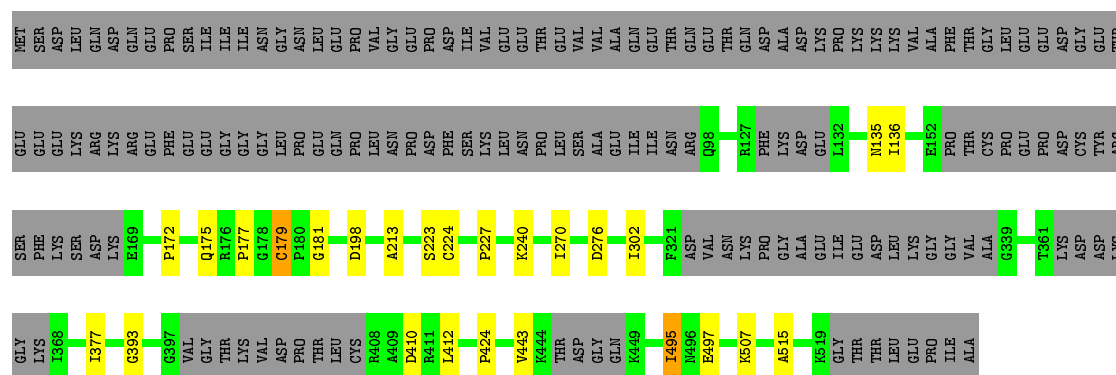 MET SER ASP LEU GLN ASP GLN GLU PRO SER ILE ILE ILE ASN GLY ASN LEU GLU PRO VAL GLY GLU PRO ASP ILE VAL GLU GLU THR GLU VAL VAL ALA GLN GLU THR GLN GLU THR GLN ASP ALA ASP LYS PRO LYS LYS LYS VAL ALA PHE THR GLY LEU GLU GLU ASP GLY GLU
GLU GLU GLU LYS ARG LYS ARG GLU PHE GLU GLU GLY GLY GLY LEU PRO GLU GLN PRO LEU ASN PRO ASP PHE SER LYS LEU ASN PRO LEU SER ALA GLU ILE ILE ASN ARG Q98 R127 PHE LYS ASP GLU L132 N135 I136 E152 PRO THR CYS PRO GLU PRO ASP CYS TYR
SER PHE LYS SER ASP LYS E169 P172 Q175 R176 P177 G178 C179 P180 G181 D198 A213 S223 C224 P227 K240 I270 D276 I302 F321 ASP VAL ASN LYS PRO GLY ALA GLU ILE GLU ASP LEU LYS GLY GLY VAL ALA G339 T361 LYS ASP ASP
GLY LYS I368 I377 G393 G397 VAL GLY THR LYS VAL ASP PRO THR LEU CYS R408 A409 D410 R411 L412 P424 V443 K444 THR ASP GLY GLN K449 I495 N496 E497 K507 A515 K519 GLY THR THR LEU GLU PRO ILE ALA